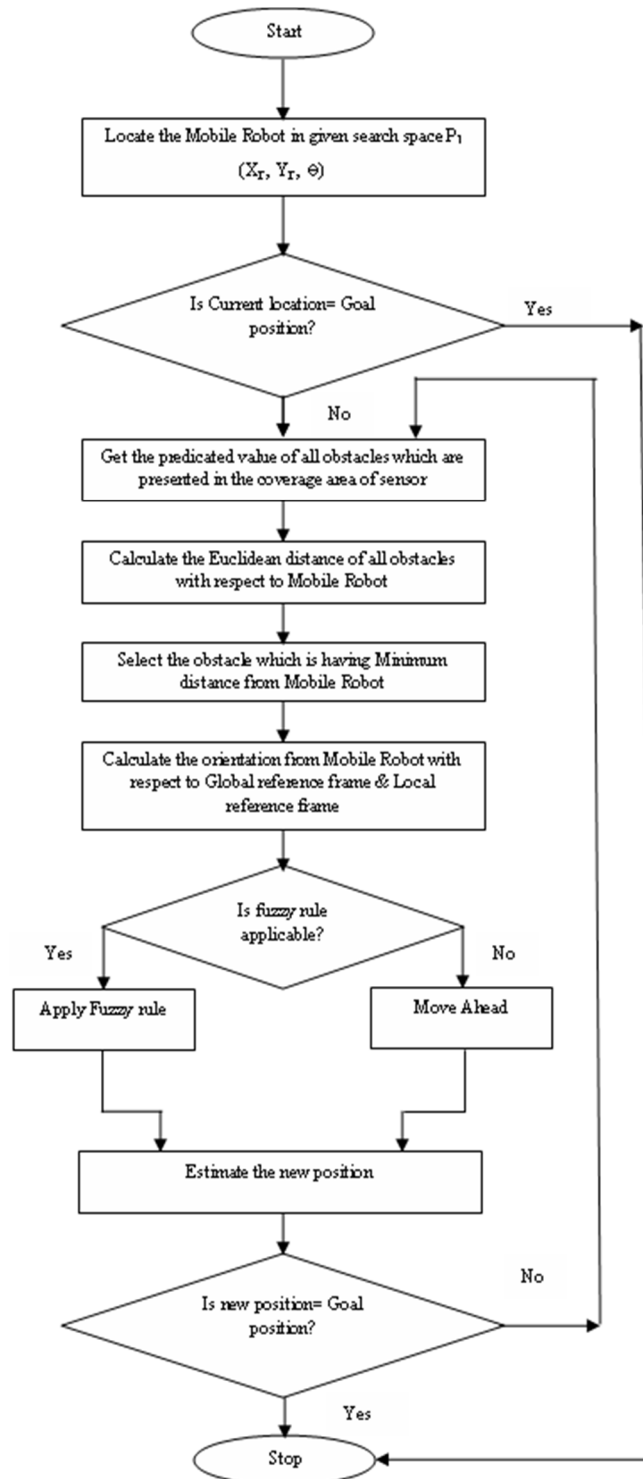 Start
Locate the Mobile Robot in given search space P₁
(Xᵣ, Yᵣ, Θ)
Is Current location= Goal
position?
Yes
No
Get the predicated value of all obstacles which are
presented in the coverage area of sensor
Calculate the Euclidean distance of all obstacles
with respect to Mobile Robot
Select the obstacle which is having Minimum
distance from Mobile Robot
Calculate the orientation from Mobile Robot with
respect to Global reference frame & Local
reference frame
Is fuzzy rule
applicable?
Yes
No
Apply Fuzzy rule
Move Ahead
Estimate the new position
Is new position= Goal
position?
No
Yes
Stop